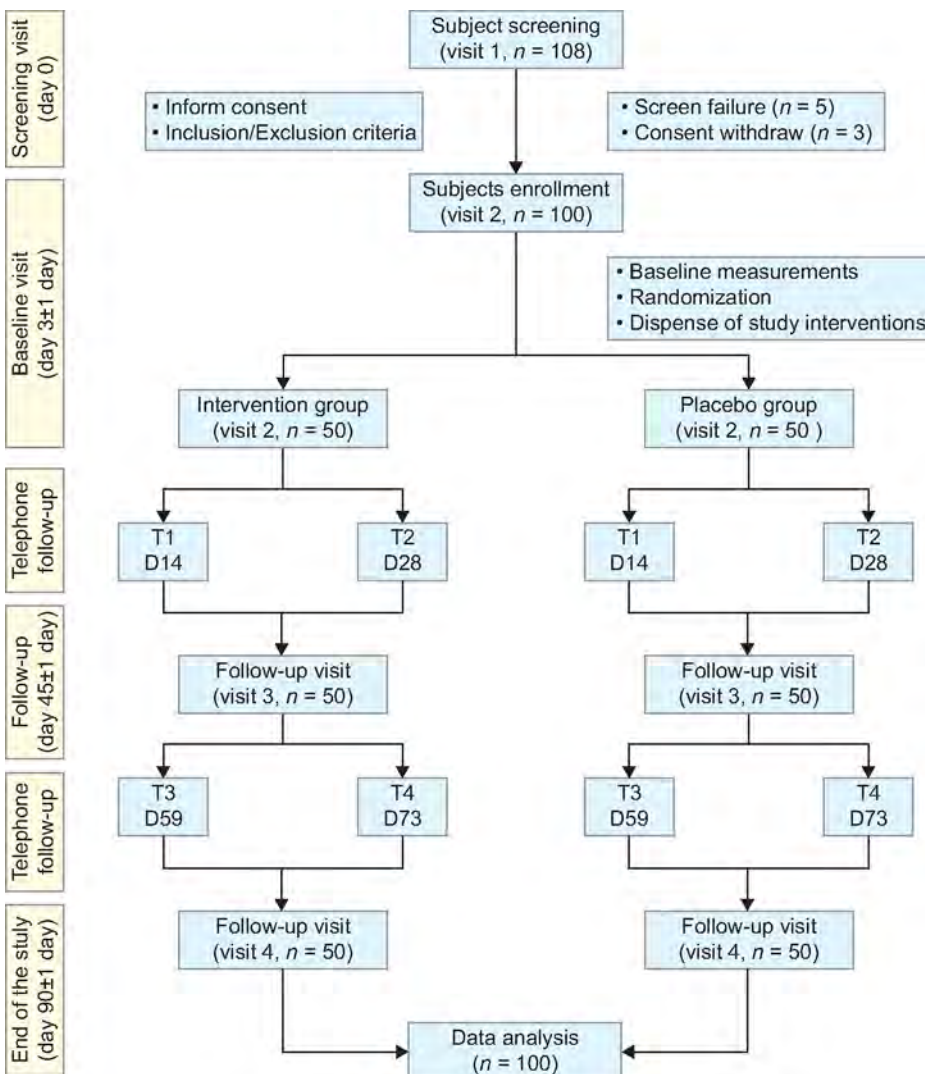 Screening visit
(day 0)
Subject screening
(visit 1, n = 108)
• Inform consent
• Inclusion/Exclusion criteria
• Screen failure (n = 5)
• Consent withdraw (n = 3)
Baseline visit
(day 3±1 day)
Subjects enrollment
(visit 2, n = 100)
• Baseline measurements
• Randomization
• Dispense of study interventions
Intervention group
(visit 2, n = 50)
Placebo group
(visit 2, n = 50 )
Telephone
follow-up
T1
D14
T2
D28
T1
D14
T2
D28
Follow-up
(day 45±1 day)
Follow-up visit
(visit 3, n = 50)
Follow-up visit
(visit 3, n = 50)
Telephone
follow-up
T3
D59
T4
D73
T3
D59
T4
D73
End of the stuly
(day 90±1 day)
Follow-up visit
(visit 4, n = 50)
Follow-up visit
(visit 4, n = 50)
Data analysis
(n = 100)